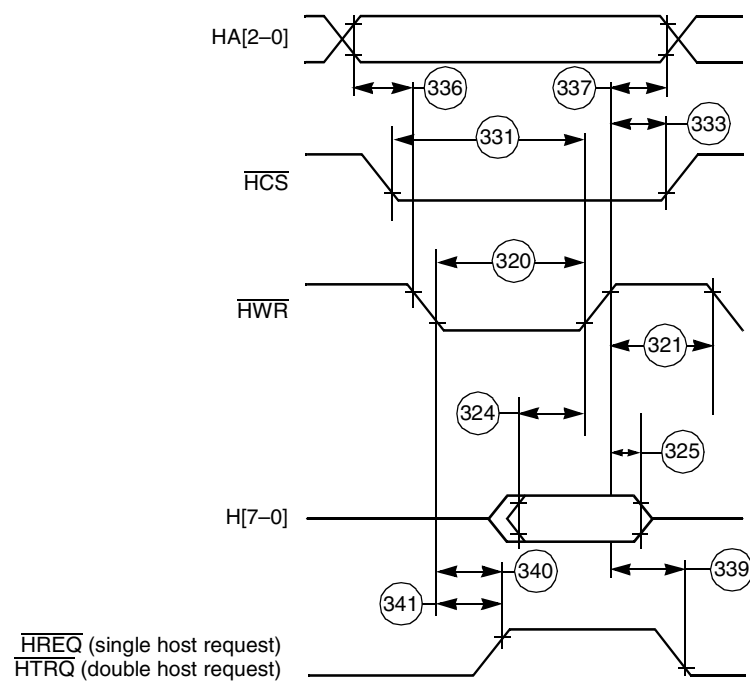 HA[2–0]
336
337
333
331
HCS
320
HWR
321
324
325
H[7–0]
340
339
341
HREQ (single host request)
HTRQ (double host request)